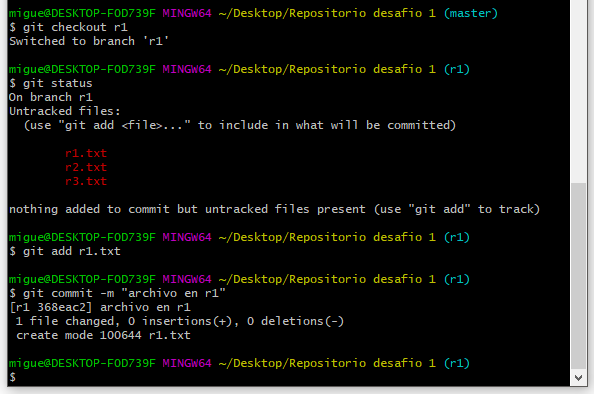 migue@DESKTOP-FOD739F MINGW64 ~/Desktop/Repositorio desafio 1 (master)
$ git checkout r1
Switched to branch 'r1'
migue@DESKTOP-FOD739F MINGW64 ~/Desktop/Repositorio desafio 1 (r1)
$ git status
On branch r1
Untracked files:
  (use "git add <file>..." to include in what will be committed)
        r1.txt
        r2.txt
        r3.txt
nothing added to commit but untracked files present (use "git add" to track)
migue@DESKTOP-FOD739F MINGW64 ~/Desktop/Repositorio desafio 1 (r1)
$ git add r1.txt
migue@DESKTOP-FOD739F MINGW64 ~/Desktop/Repositorio desafio 1 (r1)
$ git commit -m "archivo en r1"
[r1 368eac2] archivo en r1
 1 file changed, 0 insertions(+), 0 deletions(-)
 create mode 100644 r1.txt
migue@DESKTOP-FOD739F MINGW64 ~/Desktop/Repositorio desafio 1 (r1)
$